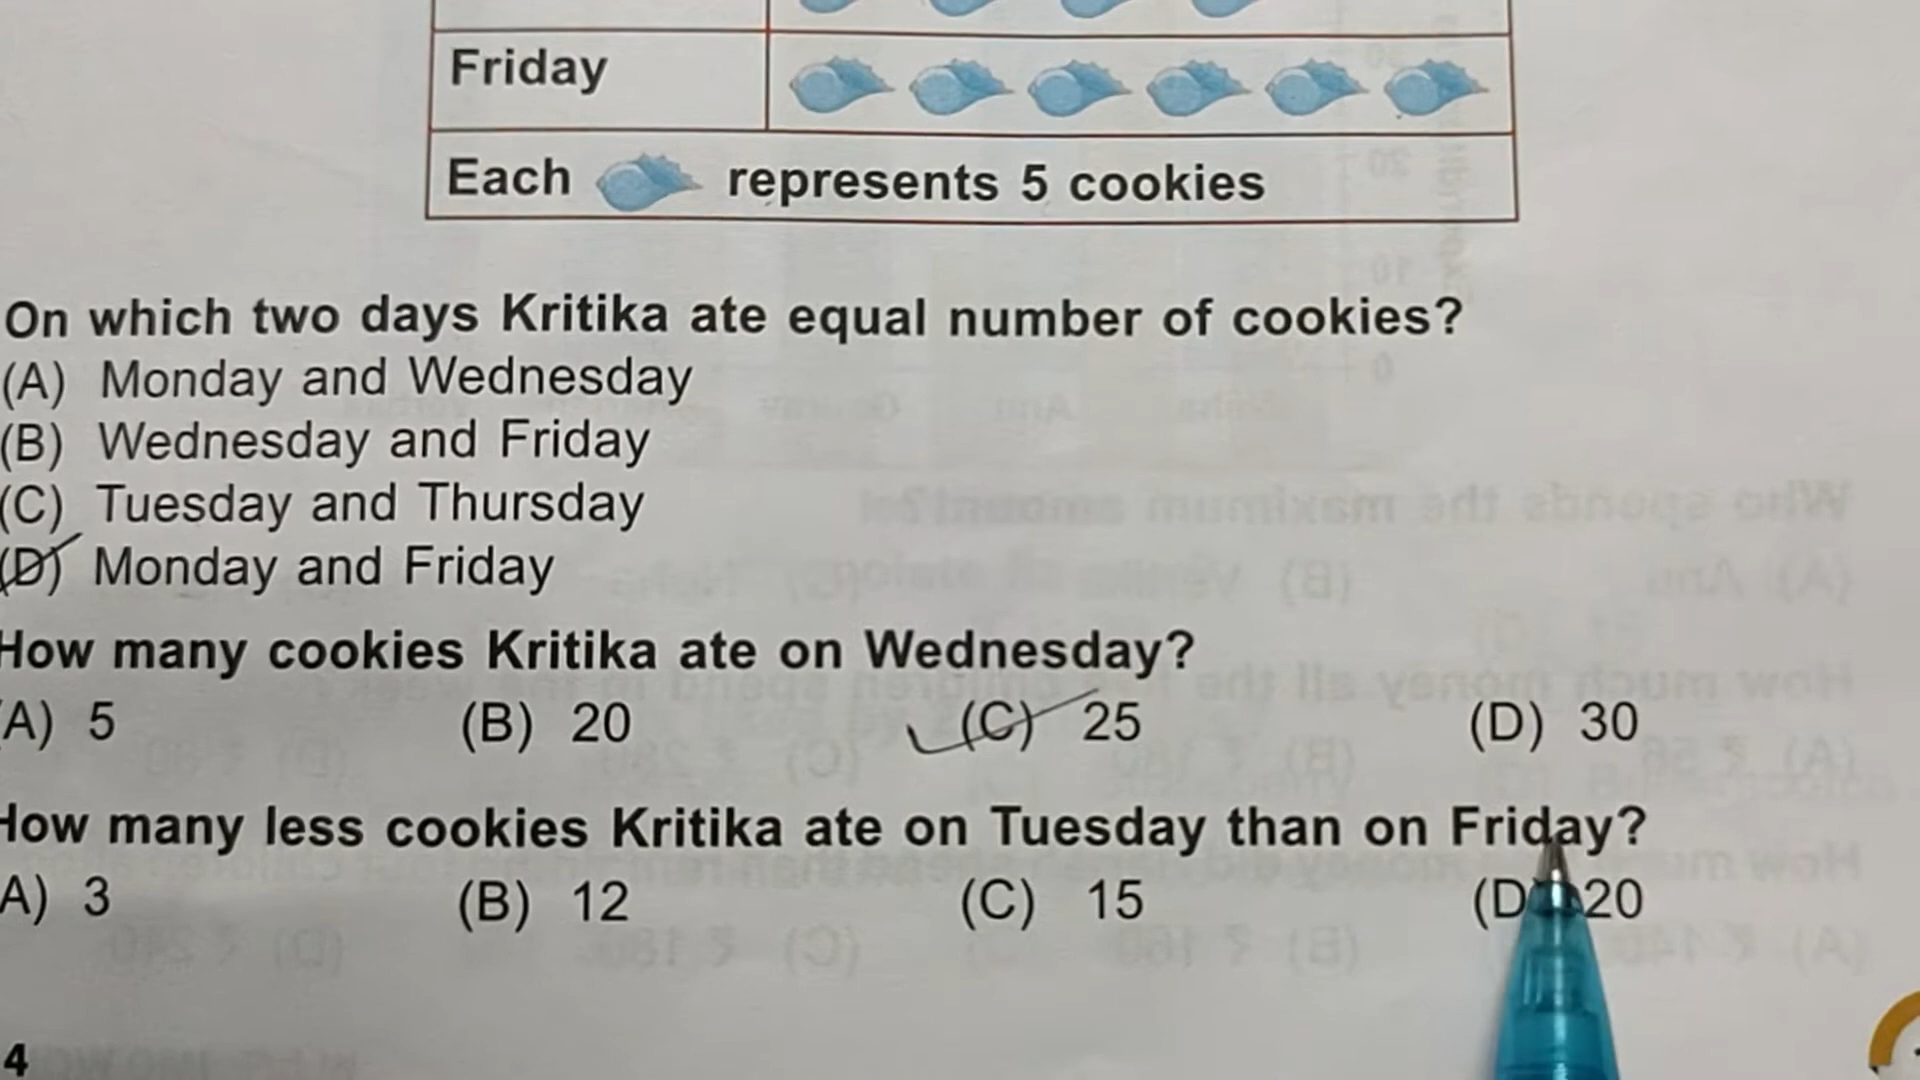 Friday
Each represents 5 cookies
On which two days Kritika ate equal number of cookies?
(A) Monday and Wednesday
(B) Wednesday and Friday
(C) Tuesday and Thursday
(D) Monday and Friday
How many cookies Kritika ate on Wednesday?
A) 5 (B) 20 (C) 25 (D) 30
How many less cookies Kritika ate on Tuesday than on Friday?
A) 3 (B) 12 (C) 15 (D 20
4